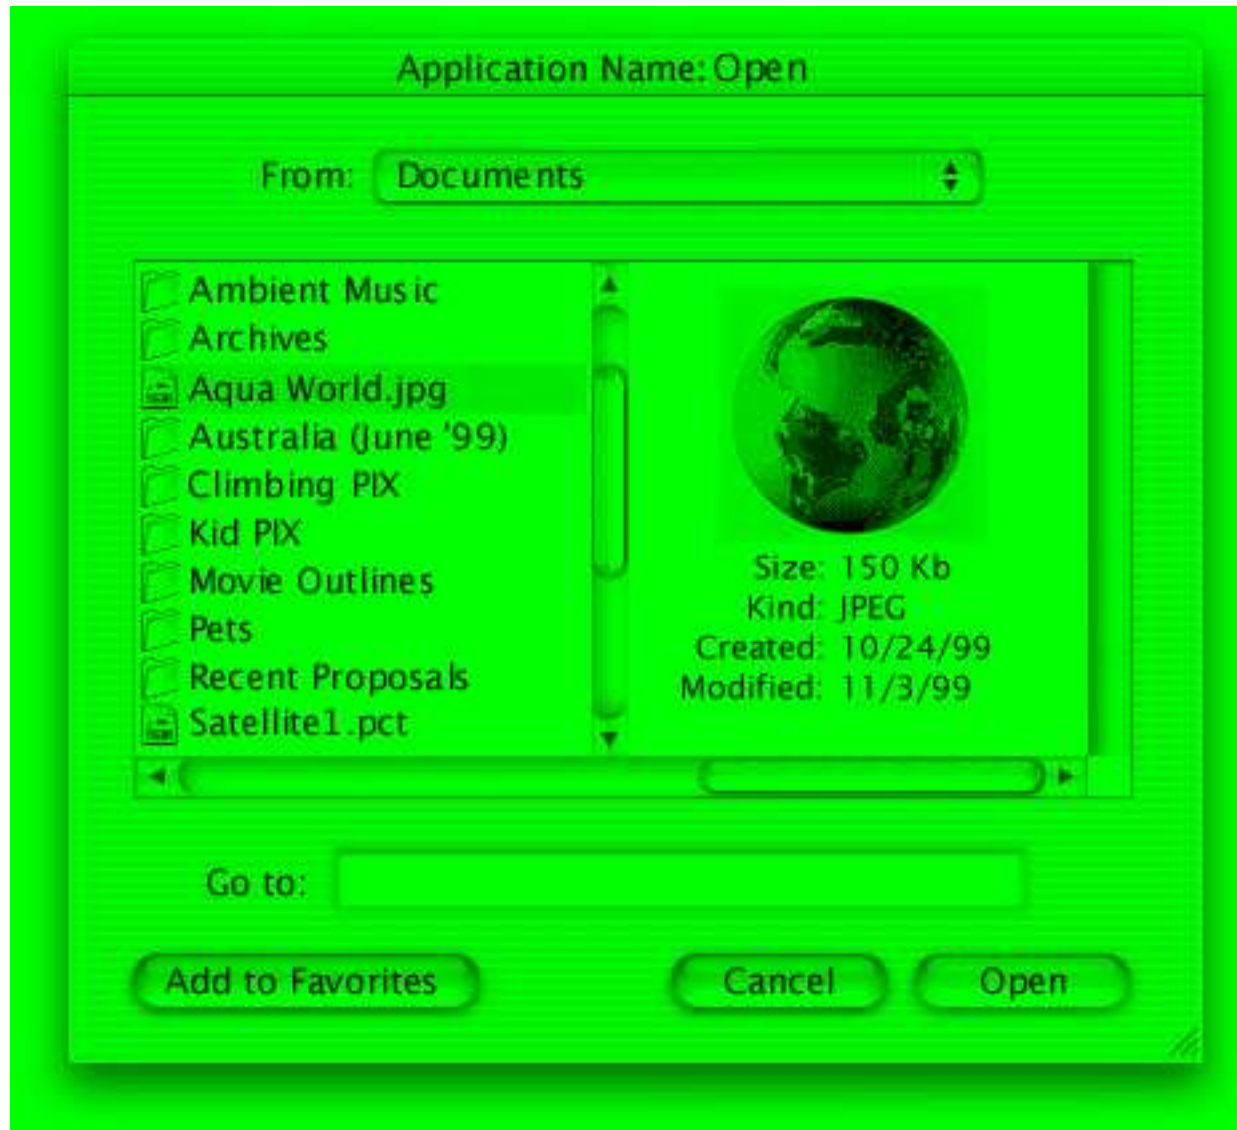 Application Name: Open
From: Documents
Ambient Music
Archives
Aqua World.jpg
Australia (June '99)
Climbing PIX
Kid PIX
Movie Outlines
Pets
Recent Proposals
Satellite1.pct
Size: 150 Kb
Kind: JPEG
Created: 10/24/99
Modified: 11/3/99
Go to:
Add to Favorites Cancel Open